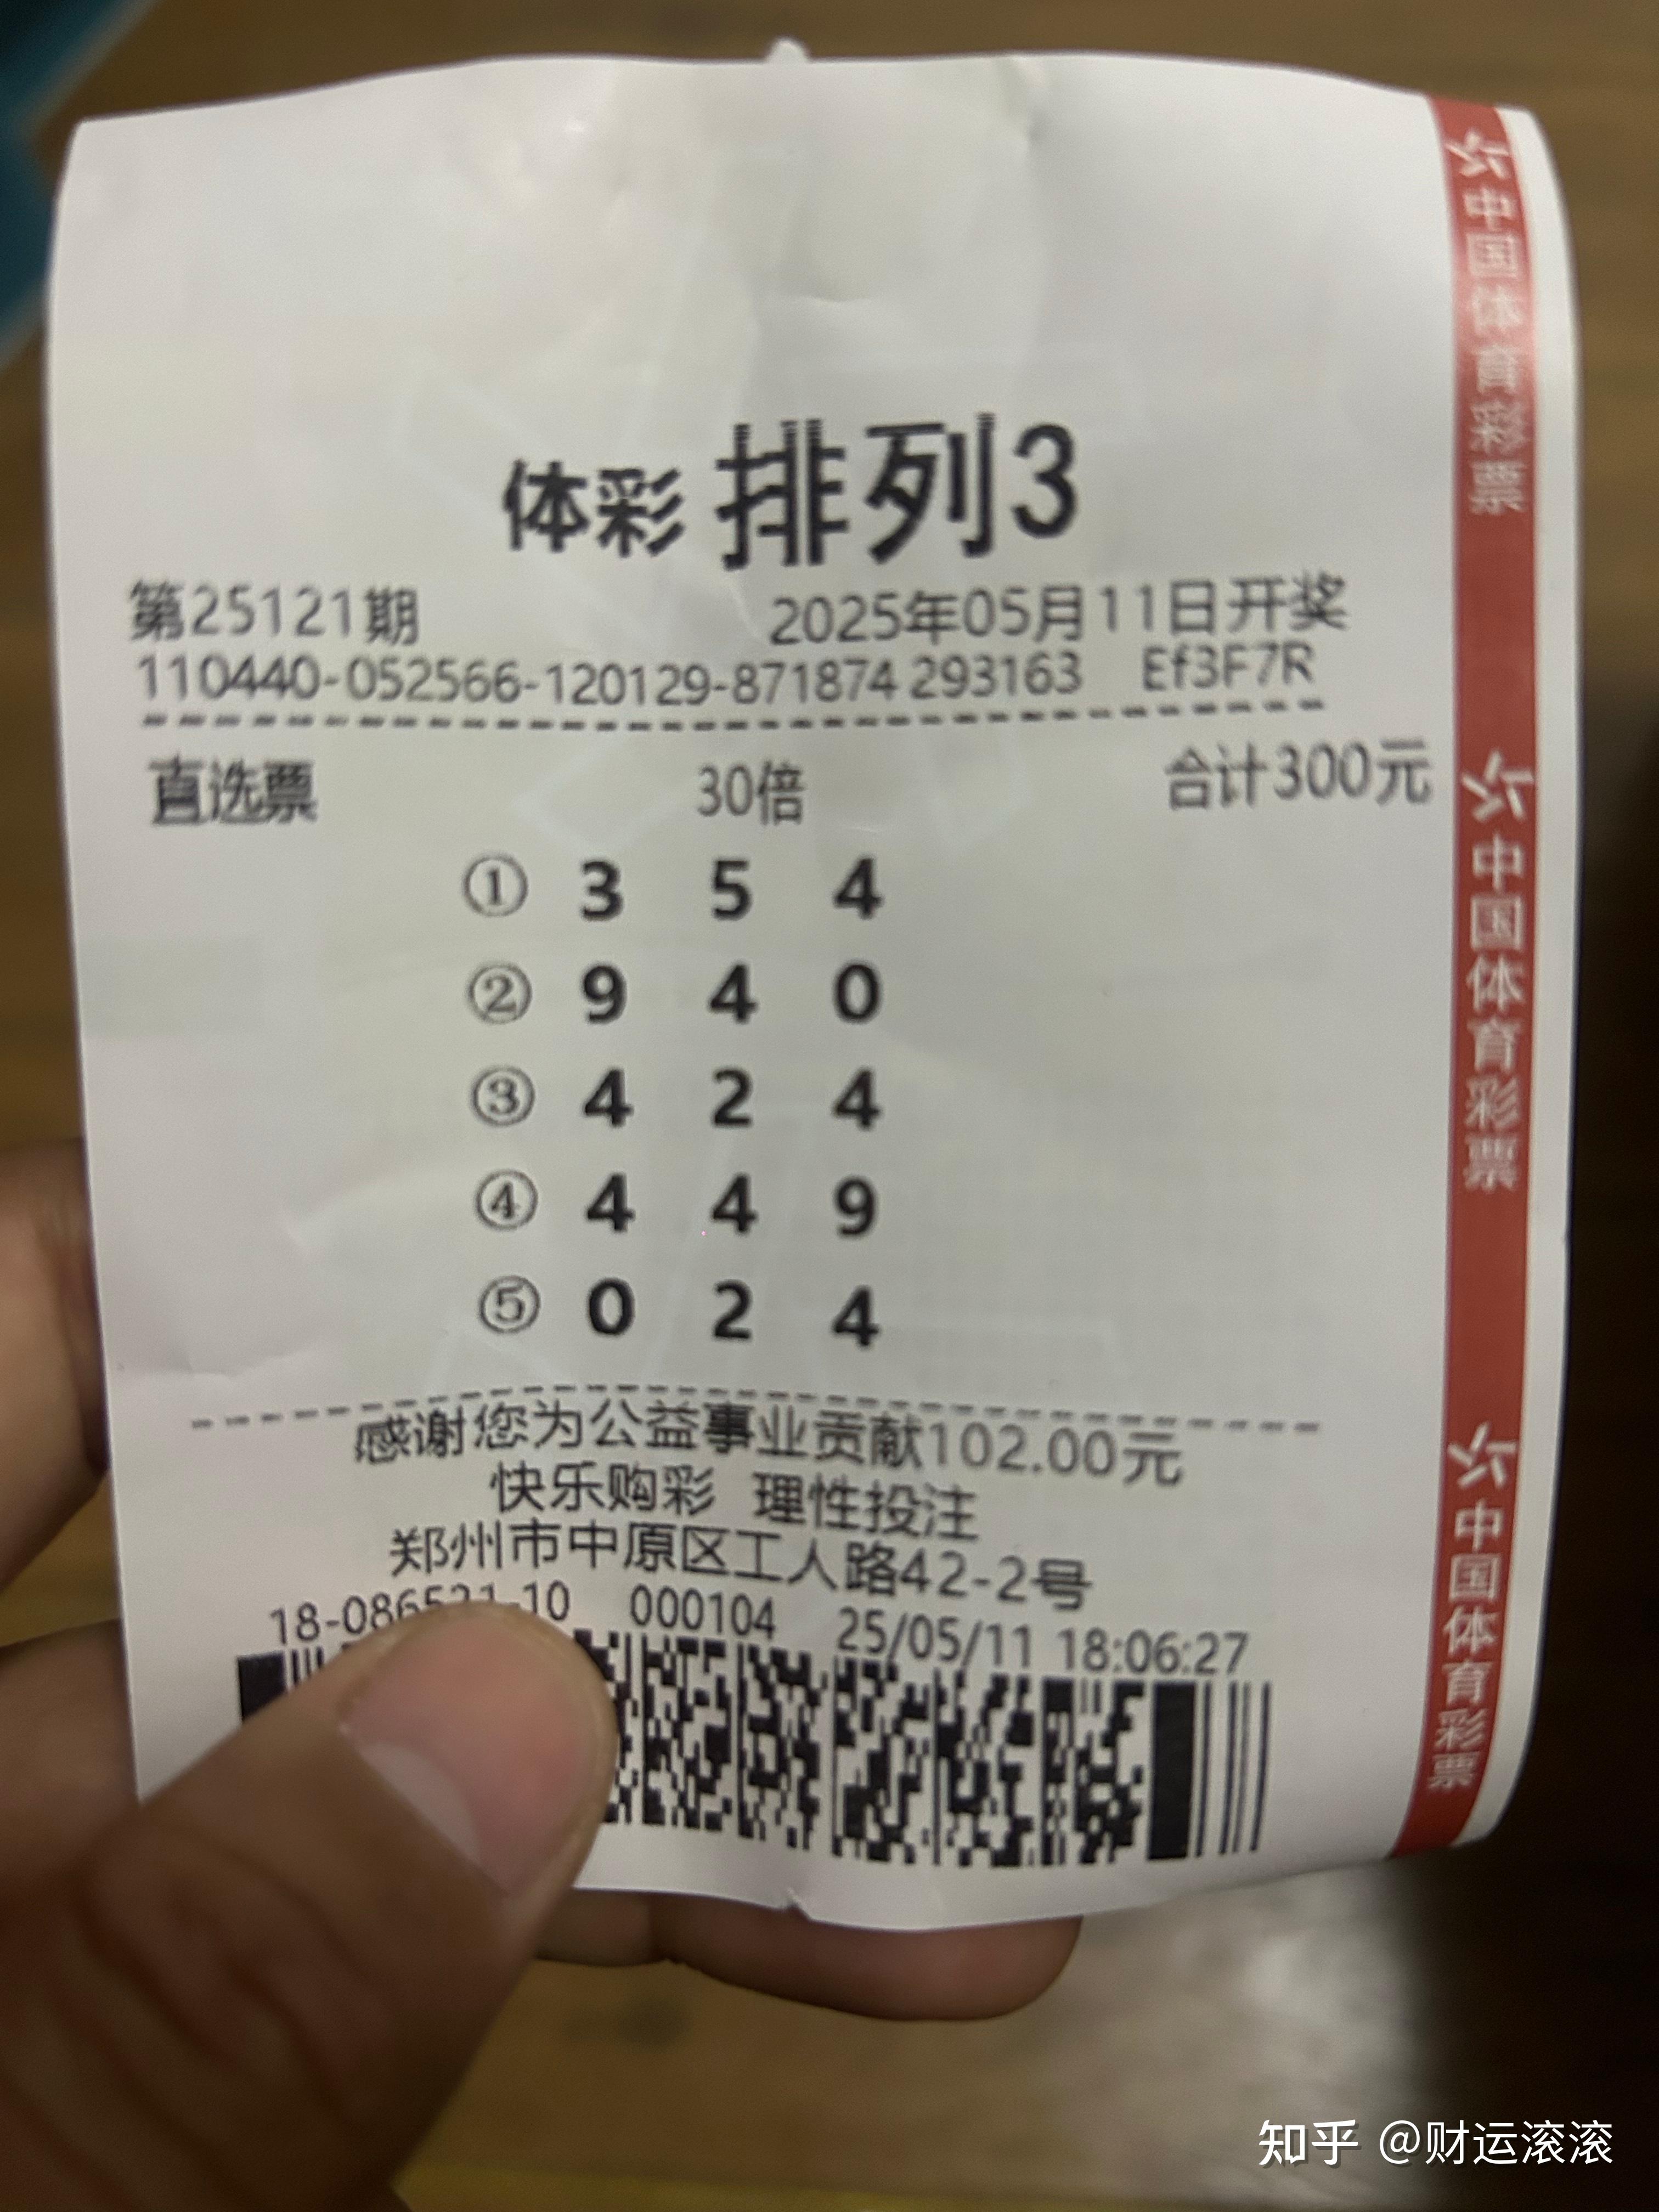 体彩 排列3
第25121期 2025年05月11日开奖
110440-052566-120129-871874 293163 Ef3F7R
直选票 30倍 合计300元
① 3 5 4
② 9 4 0
③ 4 2 4
④ 4 4 9
⑤ 0 2 4
感谢您为公益事业贡献102.00元
快乐购彩 理性投注
郑州市中原区工人路42-2号
18-086521-10 000104 25/05/11 18:06:27
中国体育彩票
中国体育彩票
中国体育彩票
知乎 @财运滚滚